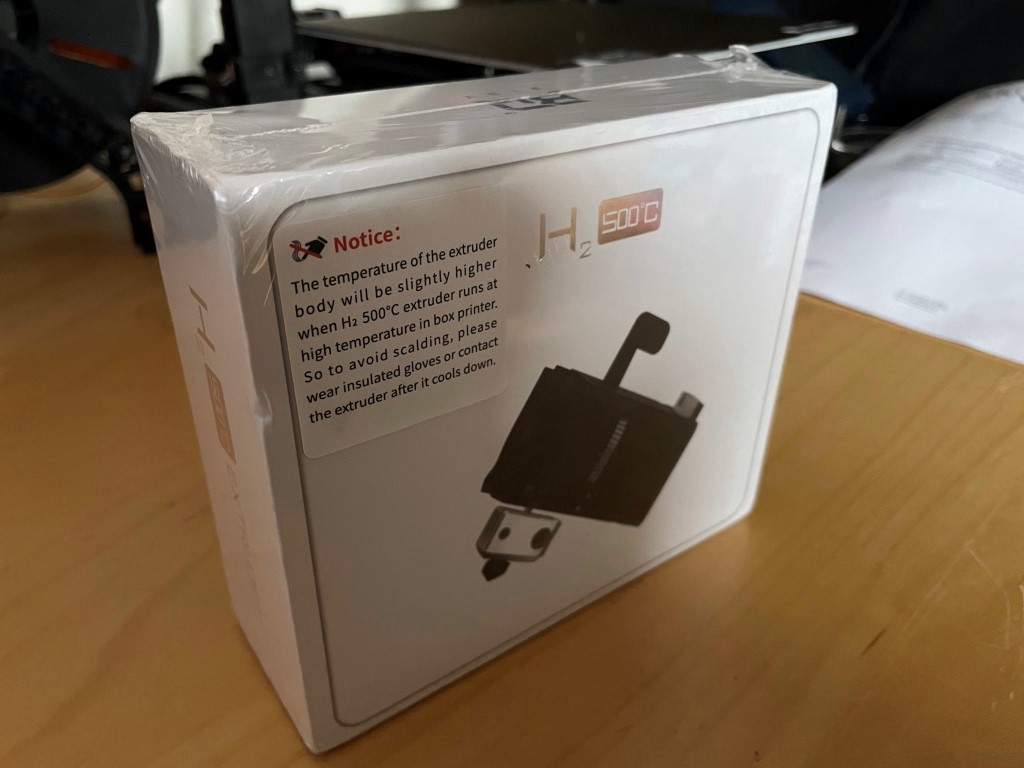 Notice:
The temperature of the extruder
body will be slightly higher
when H₂ 500°C extruder runs at
high temperature in box printer.
So to avoid scalding, please
wear insulated gloves or contact
the extruder after it cools down.
H₂ 500°C